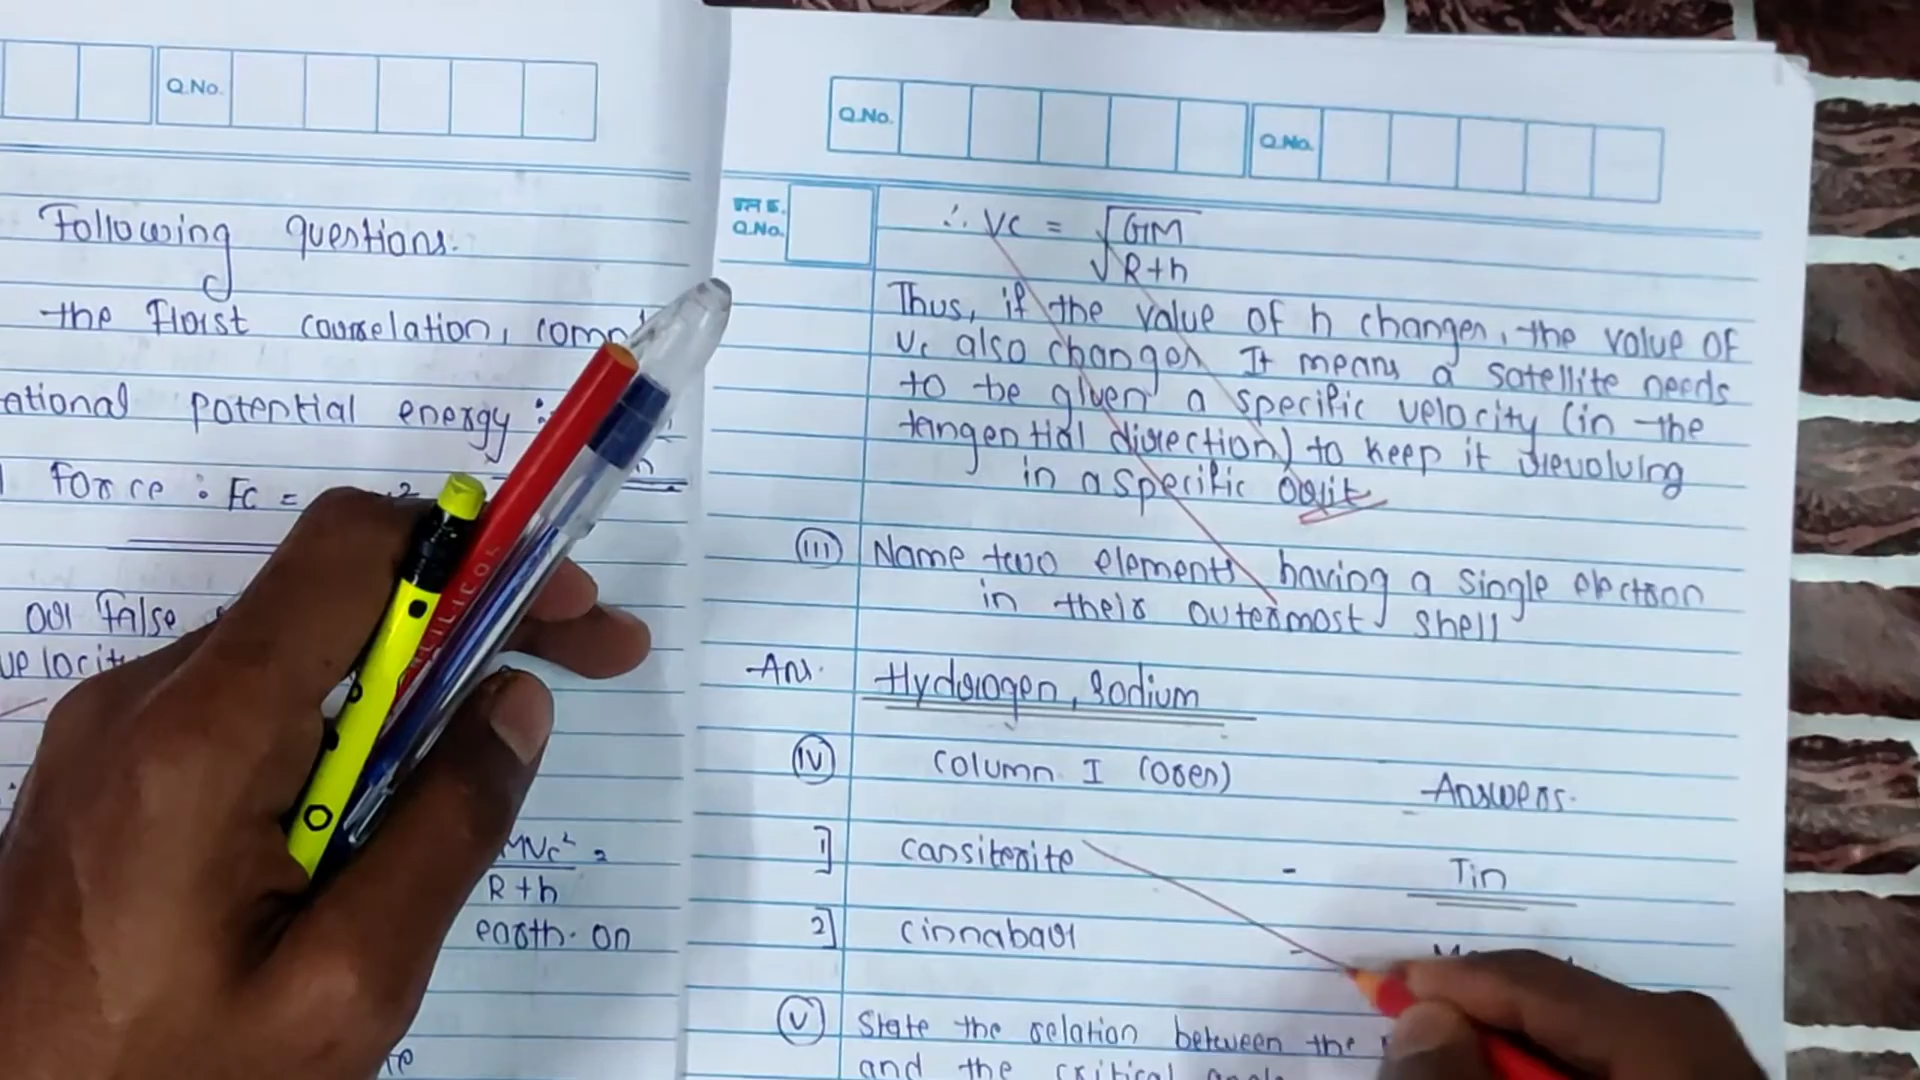 Q.No.
Following questions.
the First correlation,
ational potential energy :
Force : Fc =
or False
MVc²
R+h
earth. on
Q.No. Q.No.
Q.No.
∴ Vc = √GM
R+h
Thus, if the value of h changes, the value of
Vc also changes. It means a satellite needs
to be given a specific velocity (in the
tangential direction) to keep it revolving
in a specific orbit
(III) Name two elements having a single electron
in their outermost shell
Ans. Hydrogen, Sodium
(IV) Column I (ores) Answers.
1] Cansiterite - Tin
2] Cinnabar -
(V) State the relation between the
and the critical